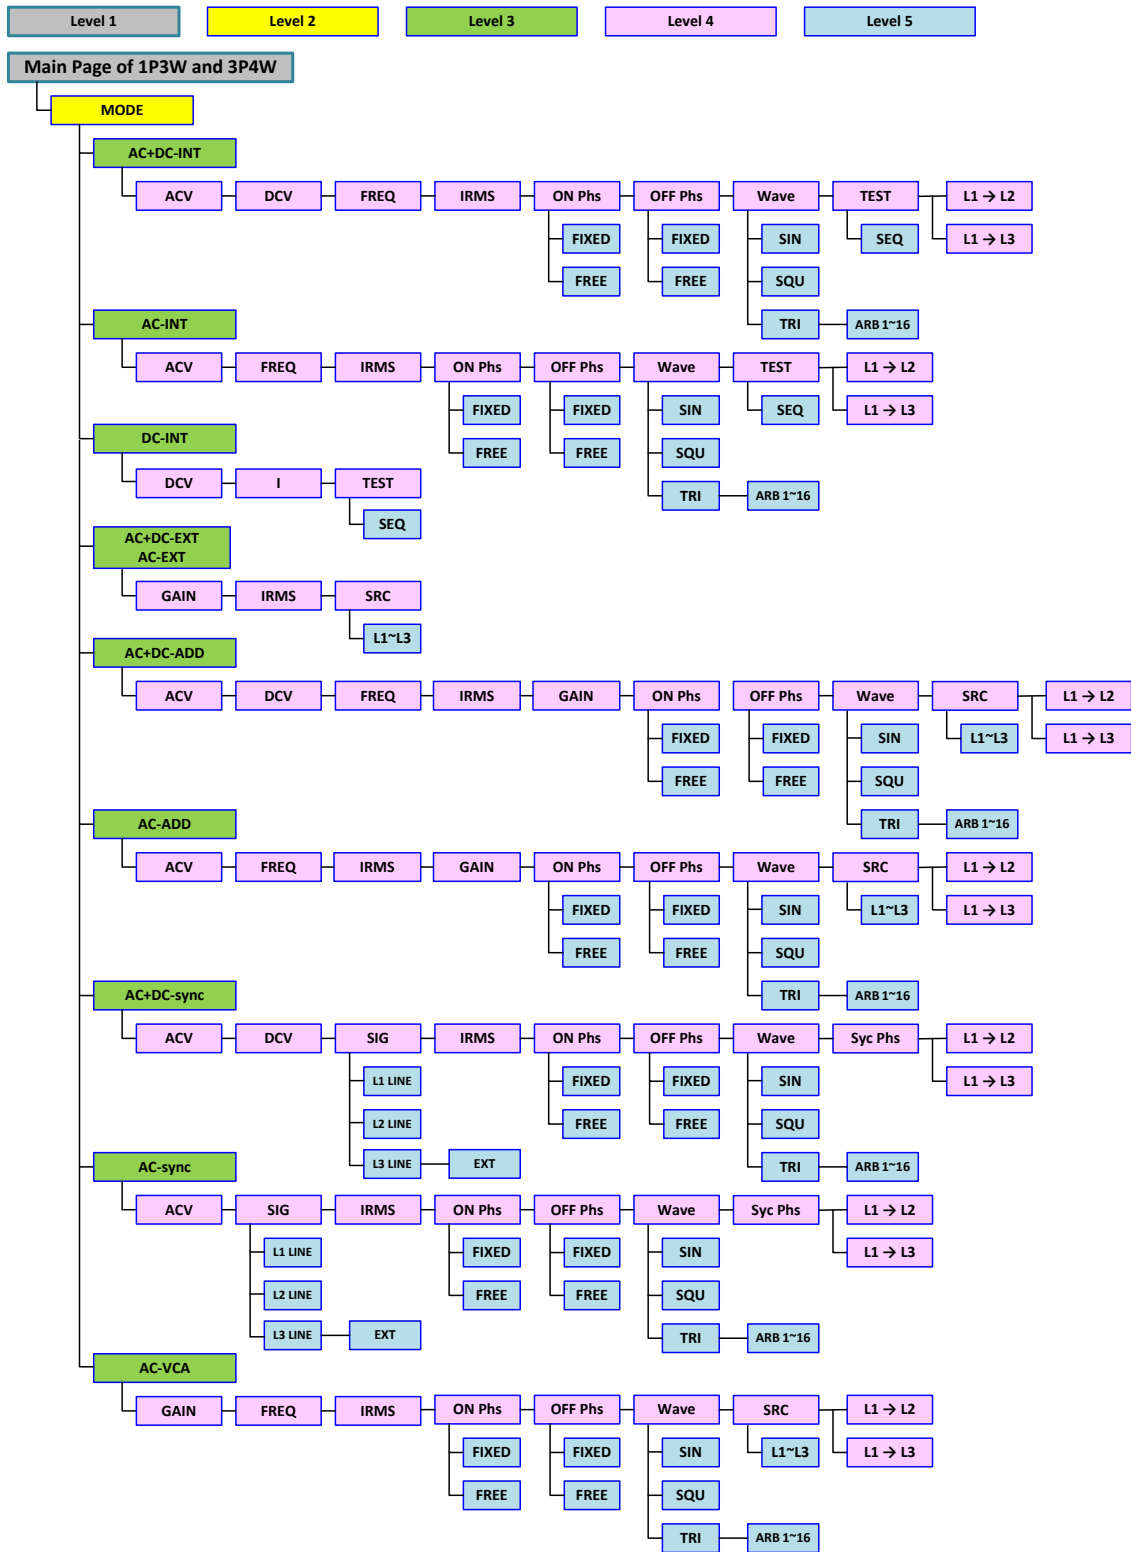 Level 1 Level 2 Level 3 Level 4 Level 5
Main Page of 1P3W and 3P4W
MODE
AC+DC-INT
ACV DCV FREQ IRMS ON Phs OFF Phs Wave TEST L1 → L2
FIXED FIXED SIN SEQ L1 → L3
FREE FREE SQU
TRI ARB 1~16
AC-INT
ACV FREQ IRMS ON Phs OFF Phs Wave TEST L1 → L2
FIXED FIXED SIN SEQ L1 → L3
FREE FREE SQU
TRI ARB 1~16
DC-INT
DCV I TEST
SEQ
AC+DC-EXT
AC-EXT
GAIN IRMS SRC
L1~L3
AC+DC-ADD
ACV DCV FREQ IRMS GAIN ON Phs OFF Phs Wave SRC L1 → L2
FIXED FIXED SIN L1~L3 L1 → L3
FREE FREE SQU
TRI ARB 1~16
AC-ADD
ACV FREQ IRMS GAIN ON Phs OFF Phs Wave SRC L1 → L2
FIXED FIXED SIN L1~L3 L1 → L3
FREE FREE SQU
TRI ARB 1~16
AC+DC-sync
ACV DCV SIG IRMS ON Phs OFF Phs Wave Syc Phs L1 → L2
L1 LINE FIXED FIXED SIN L1 → L3
L2 LINE FREE FREE SQU
L3 LINE EXT TRI ARB 1~16
AC-sync
ACV SIG IRMS ON Phs OFF Phs Wave Syc Phs L1 → L2
L1 LINE FIXED FIXED SIN L1 → L3
L2 LINE FREE FREE SQU
L3 LINE EXT TRI ARB 1~16
AC-VCA
GAIN FREQ IRMS ON Phs OFF Phs Wave SRC L1 → L2
FIXED FIXED SIN L1~L3 L1 → L3
FREE FREE SQU
TRI ARB 1~16